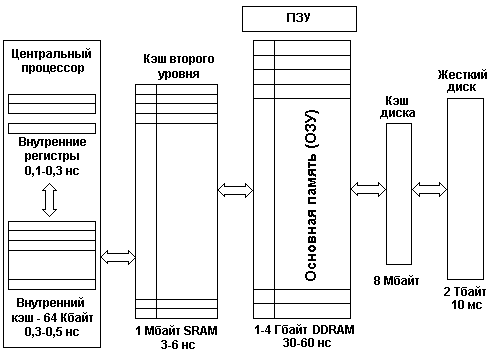 ПЗУ
Центральный
процессор
Внутренние
регистры
0,1-0,3 нс
Внутренний
кэш - 64 Кбайт
0,3-0,5 нс
Кэш второго
уровня
1 Мбайт SRAM
3-6 нс
Основная память (ОЗУ)
1-4 Гбайт DDRAM
30-60 нс
Кэш
диска
8 Мбайт
Жесткий
диск
2 Тбайт
10 мс